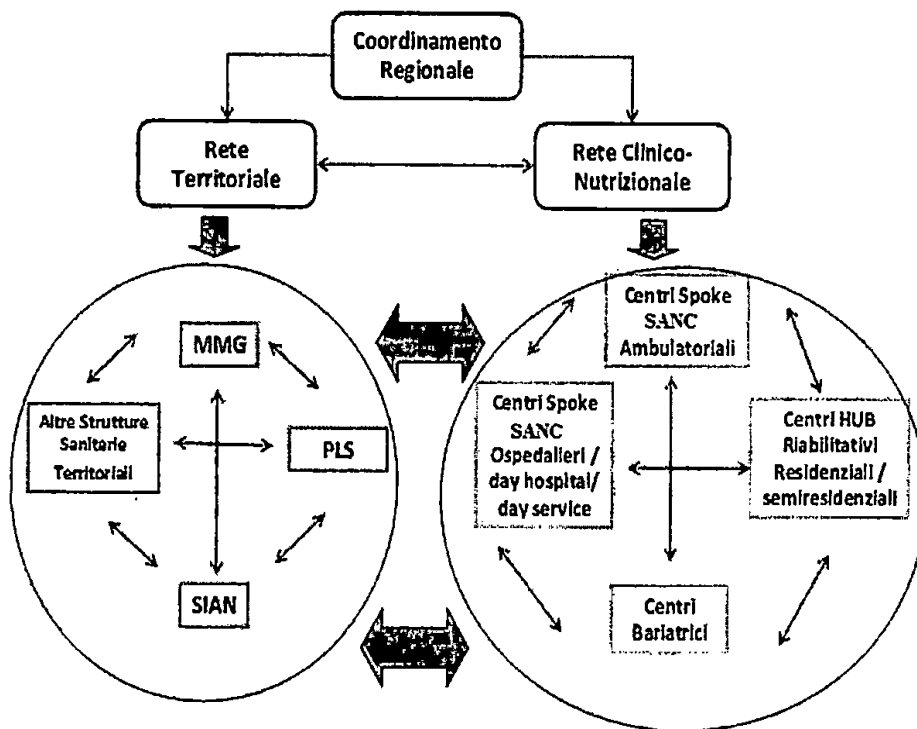 Coordinamento
Regionale
Rete
Territoriale
Rete Clinico-
Nutrizionale
MMG
Altre Strutture
Sanitarie
Territoriali
PLS
SIAN
Centri Spoke
SANC
Ambulatoriali
Centri Spoke
SANC
Ospedalieri /
day hospital/
day service
Centri HUB
Riabilitativi
Residenziali /
semiresidenziali
Centri
Bariatrici